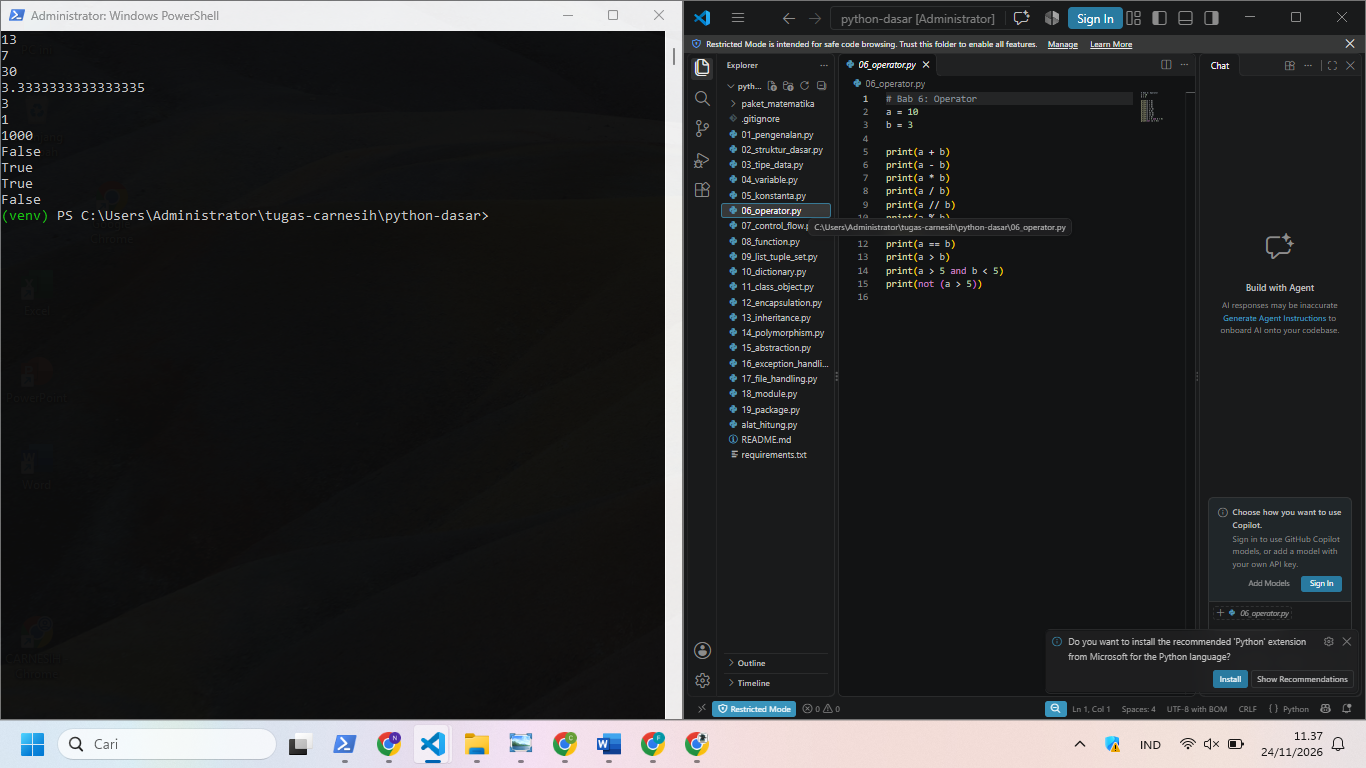 Administrator: Windows PowerShell
13
7
30
3.3333333333333335
3
1
1000
False
True
True
False
(venv) PS C:\Users\Administrator\tugas-carnesih\python-dasar>
python-dasar [Administrator]
Sign In
Restricted Mode is intended for safe code browsing. Trust this folder to enable all features. Manage Learn More
Explorer
pyth...
paket_matematika
.gitignore
01_pengenalan.py
02_struktur_dasar.py
03_tipe_data.py
04_variable.py
05_konstanta.py
06_operator.py
07_control_flow.p
08_function.py
09_list_tuple_set.py
10_dictionary.py
11_class_object.py
12_encapsulation.py
13_inheritance.py
14_polymorphism.py
15_abstraction.py
16_exception_handli...
17_file_handling.py
18_module.py
19_package.py
alat_hitung.py
README.md
requirements.txt
Outline
Timeline
06_operator.py
06_operator.py
1 # Bab 6: Operator
2 a = 10
3 b = 3
4
5 print(a + b)
6 print(a - b)
7 print(a * b)
8 print(a / b)
9 print(a // b)
10 print(a % b)
C:\Users\Administrator\tugas-carnesih\python-dasar\06_operator.py
12 print(a == b)
13 print(a > b)
14 print(a > 5 and b < 5)
15 print(not (a > 5))
16
Chat
Build with Agent
AI responses may be inaccurate
Generate Agent Instructions to
onboard AI onto your codebase.
Choose how you want to use
Copilot.
Sign in to use GitHub Copilot
models, or add a model with
your own API key.
Add Models Sign In
06_operator.py
Do you want to install the recommended 'Python' extension
from Microsoft for the Python language?
Install Show Recommendations
Restricted Mode 0 0
Ln 1, Col 1 Spaces: 4 UTF-8 with BOM CRLF { } Python
Excel
Word
Cari
N
C
F
IND
11.37
24/11/2026